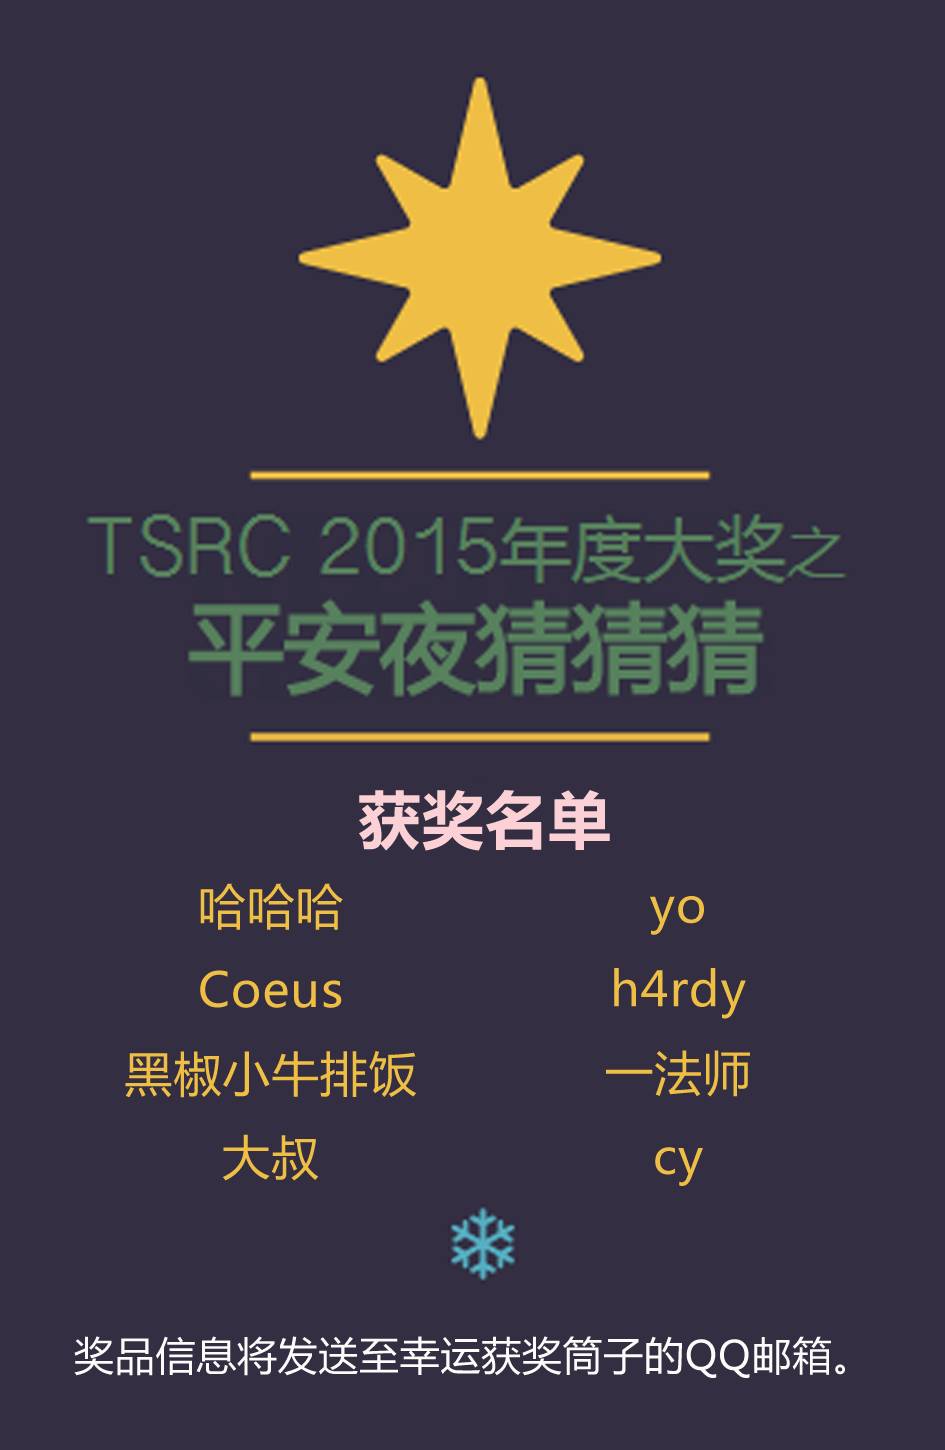 TSRC 2015年度大奖之
平安夜猜猜猜
获奖名单
哈哈哈 yo
Coeus h4rdy
黑椒小牛排饭 一法师
大叔 cy
奖品信息将发送至幸运获奖筒子的QQ邮箱。